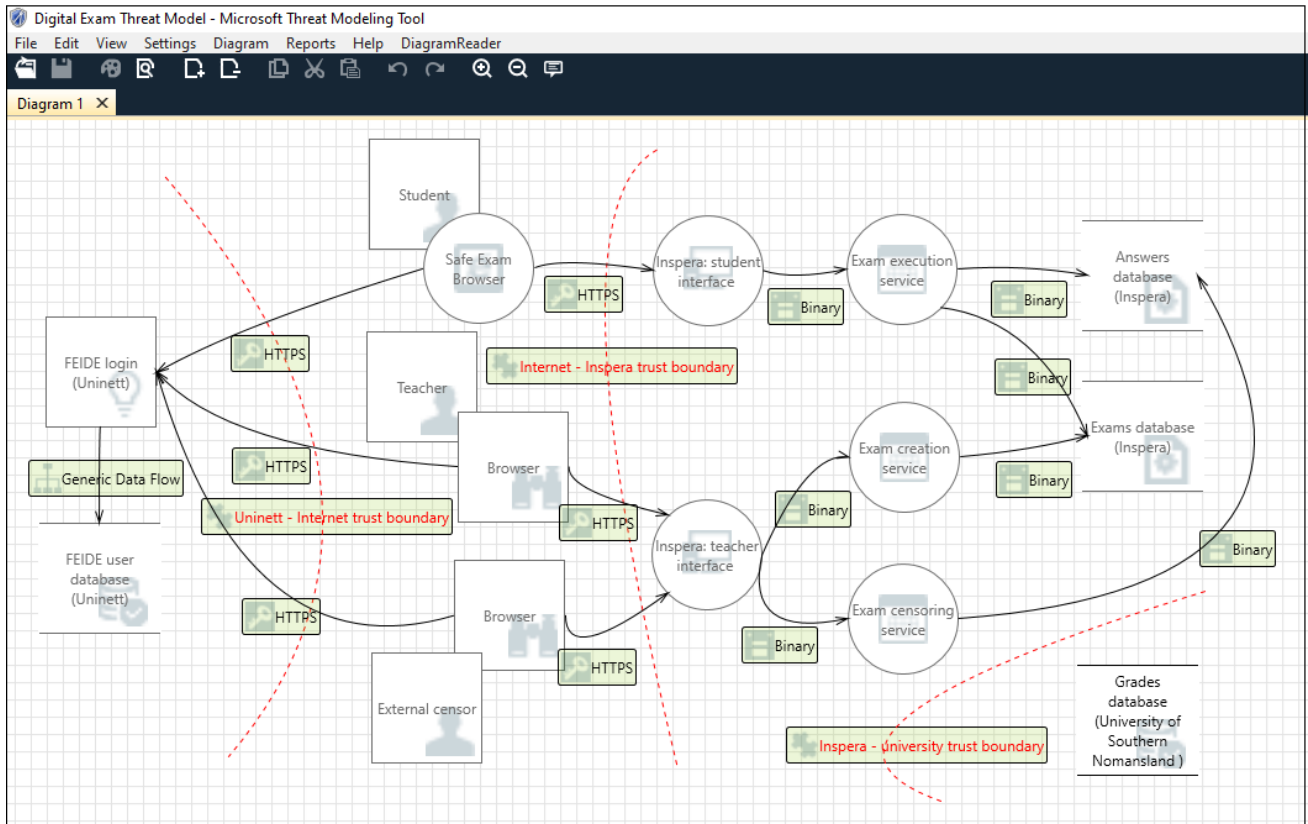 Digital Exam Threat Model - Microsoft Threat Modeling Tool
File Edit View Settings Diagram Reports Help DiagramReader
Diagram 1
Student
Safe Exam
Browser
HTTPS
Inspera: student
interface
Binary
Exam execution
service
Binary
Answers
database
(Inspera)
FEIDE login
(Uninett)
HTTPS
Teacher
Internet - Inspera trust boundary
Binary
Exams database
(Inspera)
Generic Data Flow
HTTPS
Browser
Exam creation
service
Binary
Uninett - Internet trust boundary
HTTPS
Binary
Inspera: teacher
interface
Binary
FEIDE user
database
(Uninett)
HTTPS
Browser
HTTPS
Binary
Exam censoring
service
External censor
Inspera - university trust boundary
Grades
database
(University of
Southern
Nomansland )